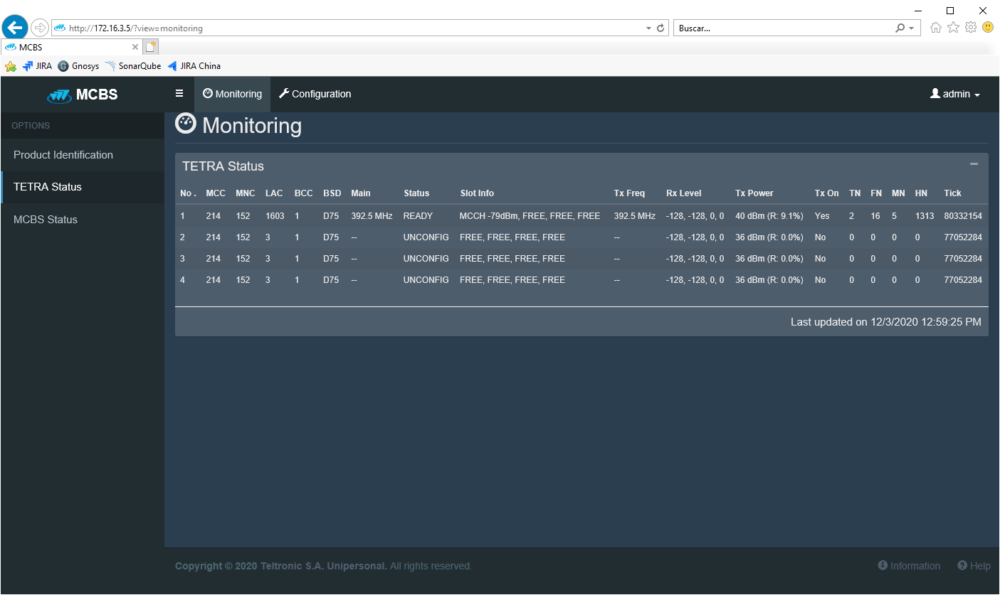 http://172.16.3.5/?view=monitoring
Buscar...
MCBS
JIRA Gnosys SonarQube JIRA China
MCBS Monitoring Configuration admin
OPTIONS
Product Identification
TETRA Status
MCBS Status
Monitoring
TETRA Status
No . MCC MNC LAC BCC BSD Main Status Slot Info Tx Freq Rx Level Tx Power Tx On TN FN MN HN Tick
1 214 152 1603 1 D75 392.5 MHz READY MCCH -79dBm, FREE, FREE, FREE 392.5 MHz -128, -128, 0, 0 40 dBm (R: 9.1%) Yes 2 16 5 1313 80332154
2 214 152 3 1 D75 -- UNCONFIG FREE, FREE, FREE, FREE -- -128, -128, 0, 0 36 dBm (R: 0.0%) No 0 0 0 0 77052284
3 214 152 3 1 D75 -- UNCONFIG FREE, FREE, FREE, FREE -- -128, -128, 0, 0 36 dBm (R: 0.0%) No 0 0 0 0 77052284
4 214 152 3 1 D75 -- UNCONFIG FREE, FREE, FREE, FREE -- -128, -128, 0, 0 36 dBm (R: 0.0%) No 0 0 0 0 77052284
Last updated on 12/3/2020 12:59:25 PM
Copyright © 2020 Teltronic S.A. Unipersonal. All rights reserved.
Information Help